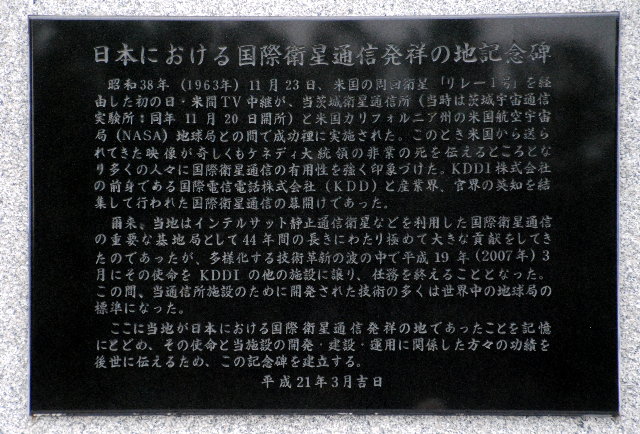 日本における国際衛星通信発祥の地記念碑
昭和38年(1963年)11月23日、米国の周回衛星「リレー1号」を経
由した初の日・米間TV中継が、当茨城衛星通信所(当時は茨城宇宙通信
実験所:同年11月20日開所)と米国カリフォルニア州の米国航空宇宙
局(NASA)地球局との間で成功裡に実施された。このとき米国から送ら
れてきた映像が奇しくもケネディ大統領の非業の死を伝えるところとな
り多くの人々に国際衛星通信の有用性を強く印象づけた。KDDI株式会社
の前身である国際電信電話株式会社(KDD)と産業界、官界の英知を結
集して行われた国際衛星通信の幕開けであった。
爾来、当地はインテルサット静止通信衛星などを利用した国際衛星通信
の重要な基地局として44年間の長きにわたり極めて大きな貢献をしてき
たのであったが、多様化する技術革新の波の中で平成19年(2007年)3
月にその使命をKDDIの他の施設に譲り、任務を終えることとなった。
この間、当通信所施設のために開発された技術の多くは世界中の地球局の
標準になった。
ここに当地が日本における国際衛星通信発祥の地であったことを記憶
にとどめ、その使命と当施設の開発・建設・運用に関係した方々の功績を
後世に伝えるため、この記念碑を建立する。
平成21年3月吉日